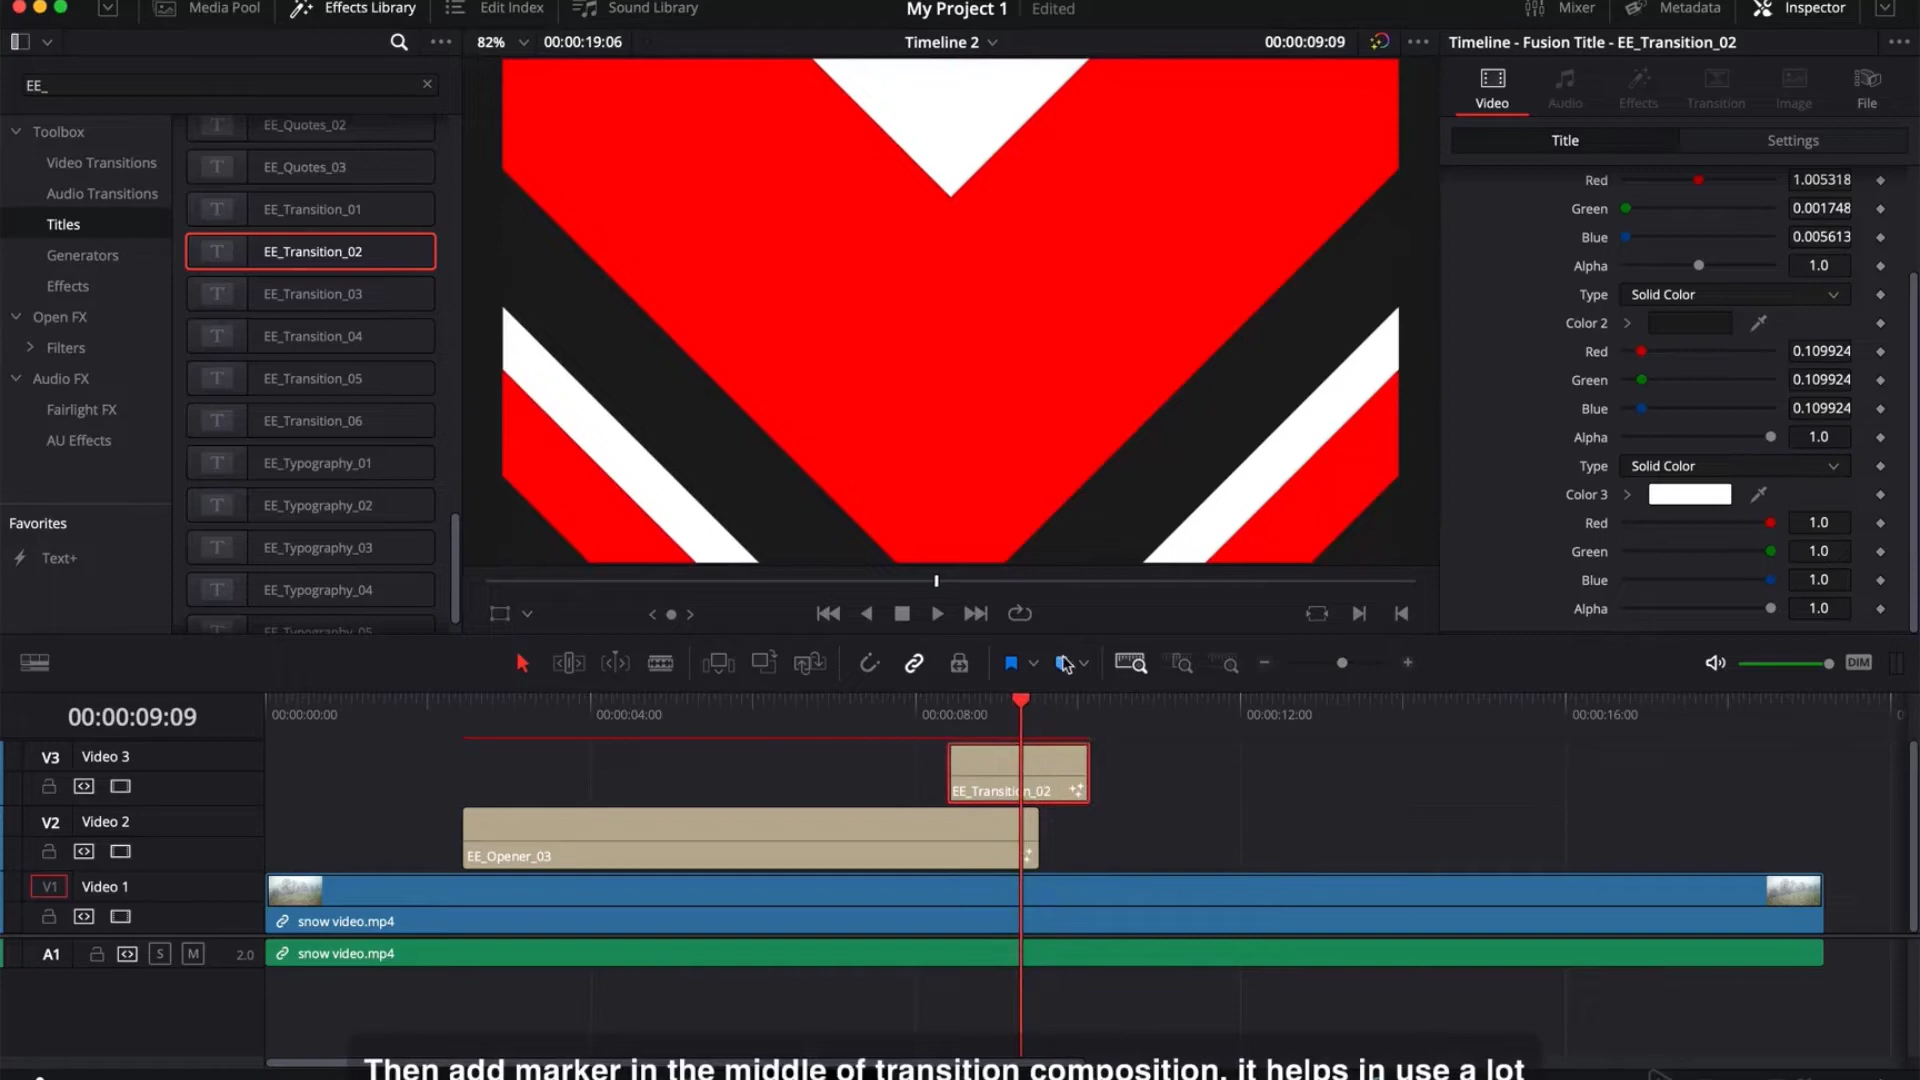 Media Pool
Effects Library
Edit Index
Sound Library
My Project 1
Edited
Mixer
Metadata
Inspector
82%
00:00:19:06
Timeline 2
00:00:09:09
Timeline - Fusion Title - EE_Transition_02
EE_
Toolbox
Video Transitions
Audio Transitions
Titles
Generators
Effects
Open FX
Filters
Audio FX
Fairlight FX
AU Effects
Favorites
Text+
EE_Quotes_02
EE_Quotes_03
EE_Transition_01
EE_Transition_02
EE_Transition_03
EE_Transition_04
EE_Transition_05
EE_Transition_06
EE_Typography_01
EE_Typography_02
EE_Typography_03
EE_Typography_04
EE_Typography_05
Video
Audio
Effects
Transition
Image
File
Title
Settings
Red 1.005318
Green 0.001748
Blue 0.005613
Alpha 1.0
Type Solid Color
Color 2
Red 0.109924
Green 0.109924
Blue 0.109924
Alpha 1.0
Type Solid Color
Color 3
Red 1.0
Green 1.0
Blue 1.0
Alpha 1.0
DIM
00:00:09:09
00:00:00:00
00:00:04:00
00:00:08:00
00:00:12:00
00:00:16:00
V3 Video 3
EE_Transition_02
V2 Video 2
EE_Opener_03
V1 Video 1
snow video.mp4
A1 S M 2.0
snow video.mp4
Then add marker in the middle of transition composition, it helps in use a lot